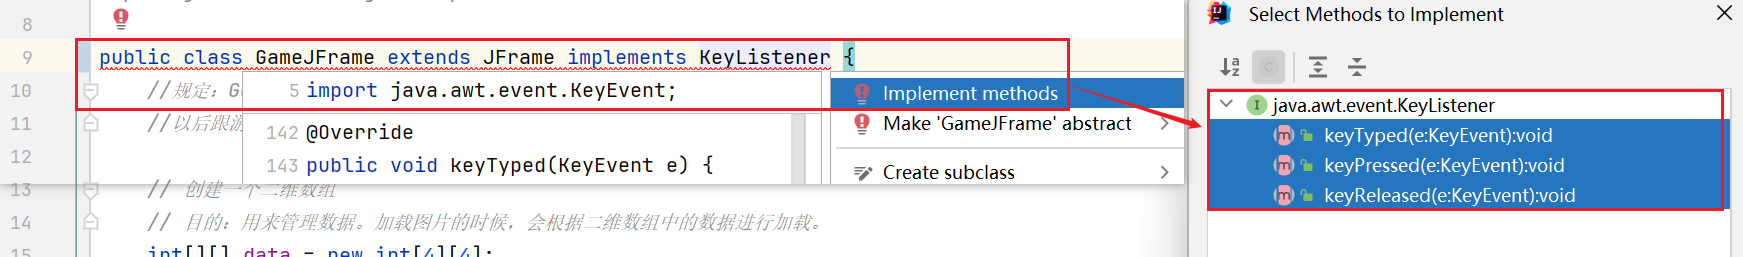 8
9 public class GameJFrame extends JFrame implements KeyListener {
10 //规定:G
5 import java.awt.event.KeyEvent;
Implement methods
11 //以后跟游
142 @Override
Make 'GameJFrame' abstract
12
143 public void keyTyped(KeyEvent e) {
Create subclass
13 // 创建一个二维数组
14 // 目的:用来管理数据。加载图片的时候,会根据二维数组中的数据进行加载。
15 int[][] data = new int[4][4];
Select Methods to Implement
java.awt.event.KeyListener
keyTyped(e:KeyEvent):void
keyPressed(e:KeyEvent):void
keyReleased(e:KeyEvent):void